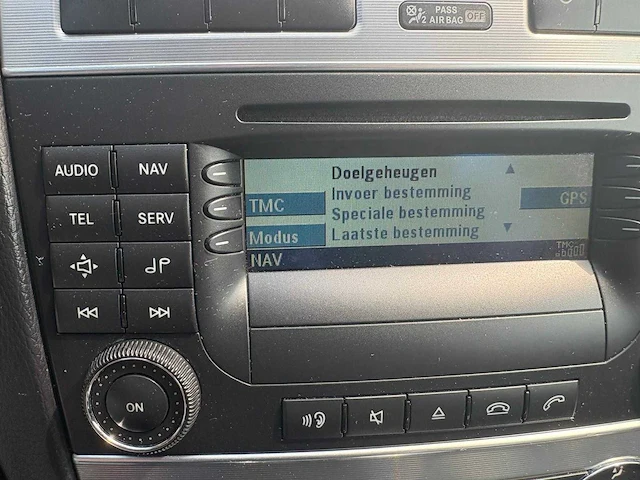 PASS
2 AIR BAG OFF
AUDIO NAV
TEL SERV
ON
Doelgeheugen
Invoer bestemming
TMC
Speciale bestemming
GPS
Modus
Laatste bestemming
NAV
TMC